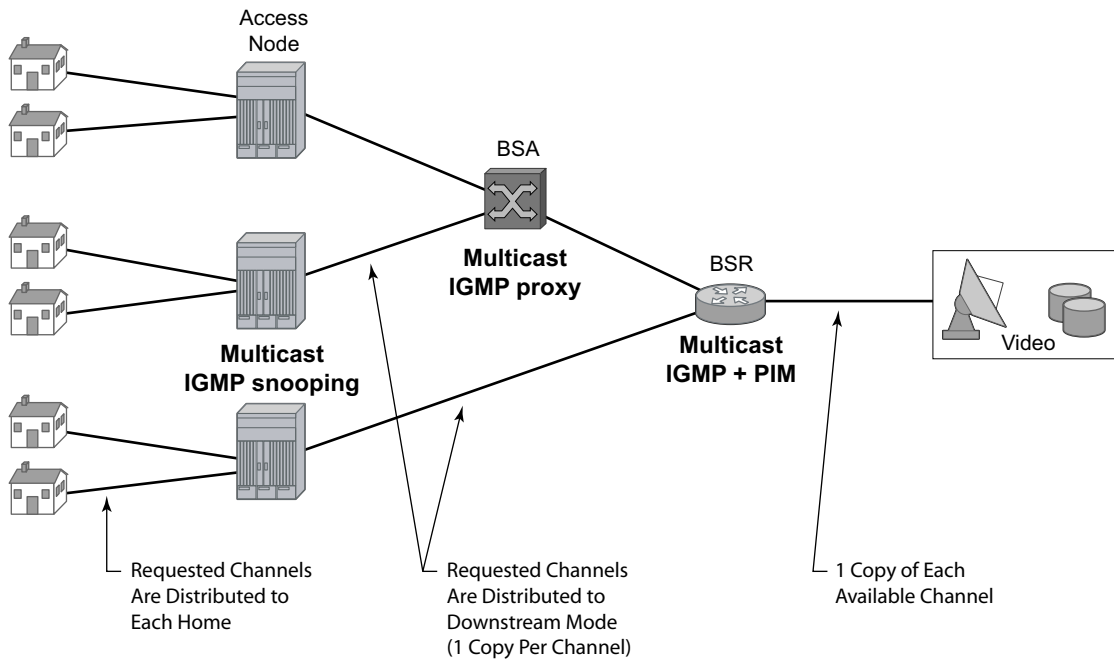 Access
Node
BSA
Multicast
IGMP proxy
BSR
Multicast
IGMP + PIM
Video
Multicast
IGMP snooping
Requested Channels
Are Distributed to
Each Home
Requested Channels
Are Distributed to
Downstream Mode
(1 Copy Per Channel)
1 Copy of Each
Available Channel